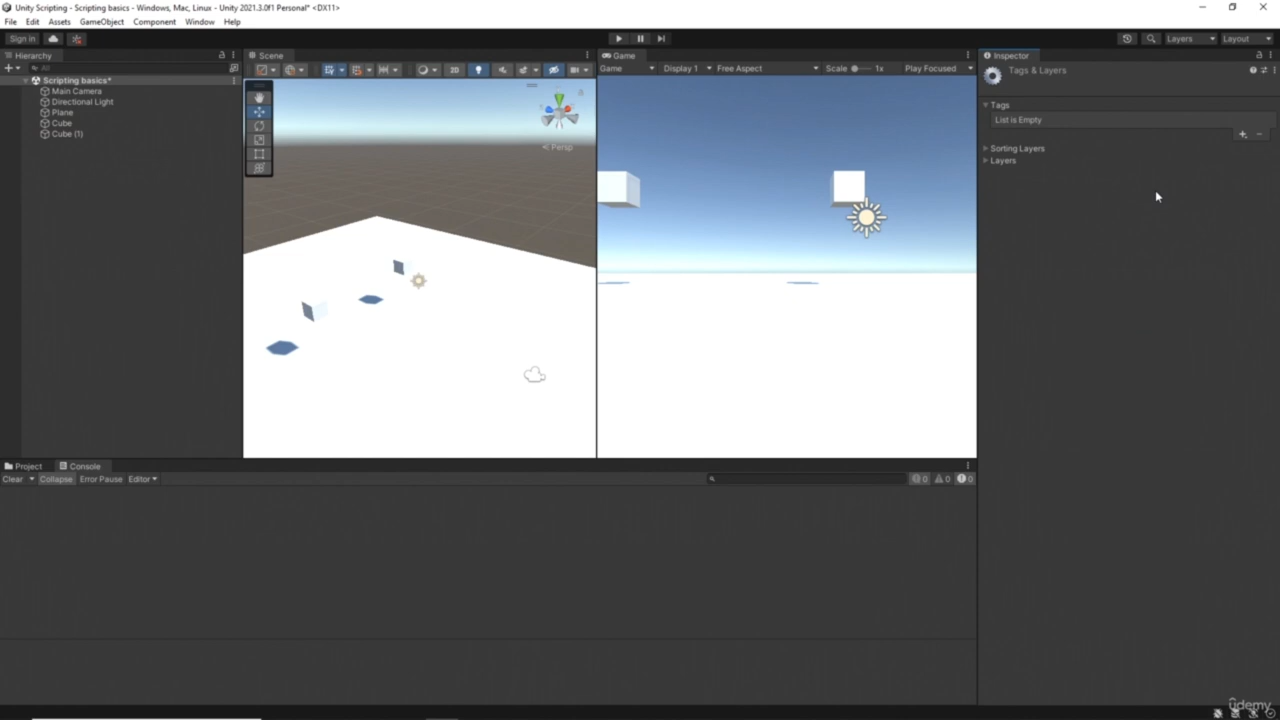 Unity Scripting - Scripting basics - Windows, Mac, Linux - Unity 2021.3.0f1 Personal* <DX11>
File Edit Assets GameObject Component Window Help
Sign in Layers Layout
Hierarchy Scene Game Inspector
All 2D Game Display 1 Free Aspect Scale 1x Play Focused Tags & Layers
Scripting basics*
Main Camera
Directional Light
Plane
Cube
Cube (1)
< Persp
Tags
List is Empty
+ -
Sorting Layers
Layers
Project Console
Clear Collapse Error Pause Editor 0 0 0
udemy